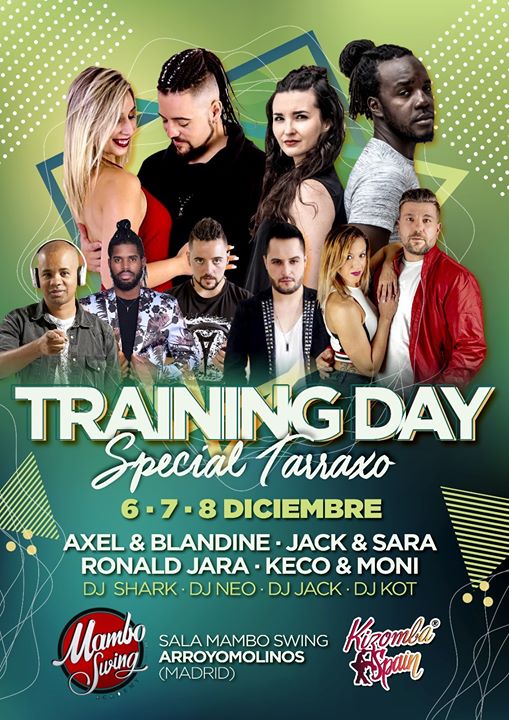 TRAINING DAY
Special Tarraxo
6 · 7 · 8 DICIEMBRE
AXEL & BLANDINE · JACK & SARA
RONALD JARA · KECO & MONI
DJ SHARK · DJ NEO · DJ JACK · DJ KOT
Mambo
Swing
SALA MAMBO SWING
ARROYOMOLINOS
(MADRID)
Kizomba®
Spain